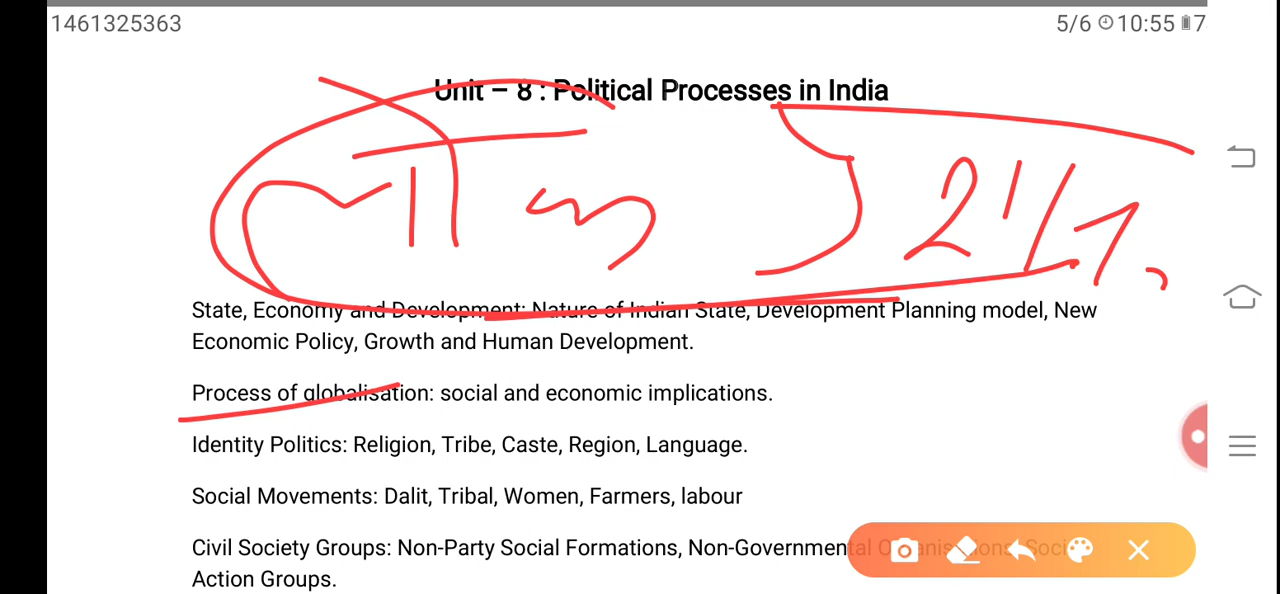 1461325363
5/6 10:55 7
Unit – 8 : Political Processes in India
State, Economy and Development: Nature of Indian State, Development Planning model, New
Economic Policy, Growth and Human Development.
Process of globalisation: social and economic implications.
Identity Politics: Religion, Tribe, Caste, Region, Language.
Social Movements: Dalit, Tribal, Women, Farmers, labour
Civil Society Groups: Non-Party Social Formations, Non-Governmental
Action Groups.